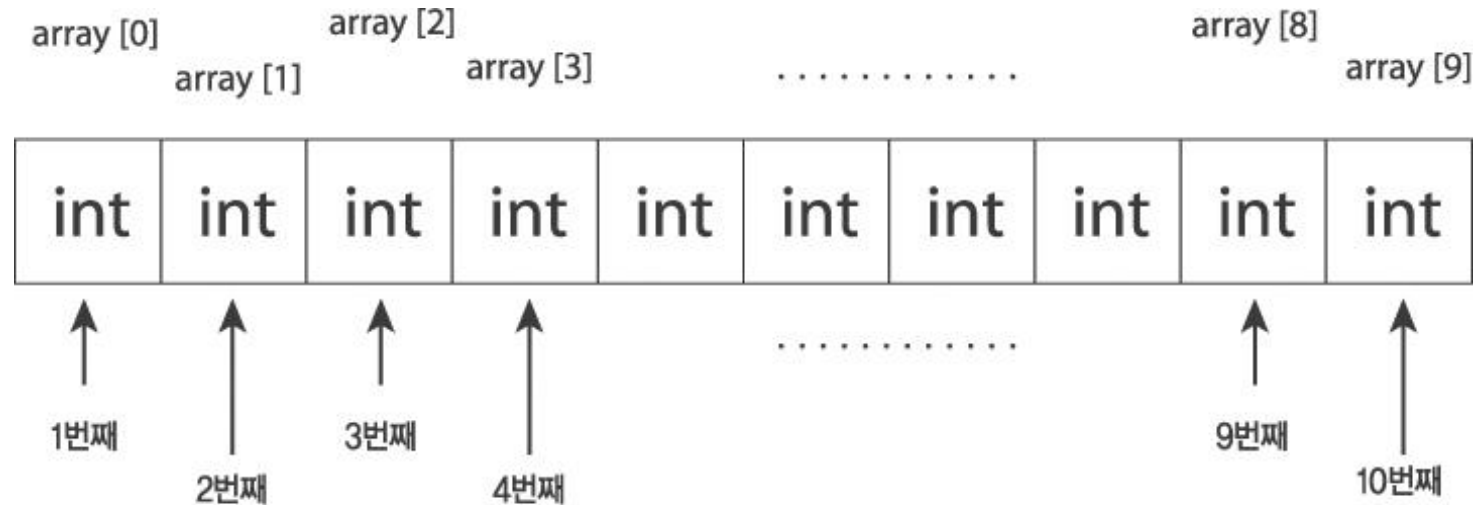 array [0]
array [1]
array [2]
array [3]
............
array [8]
array [9]
int int int int int int int int int int
............
1번째
2번째
3번째
4번째
9번째
10번째